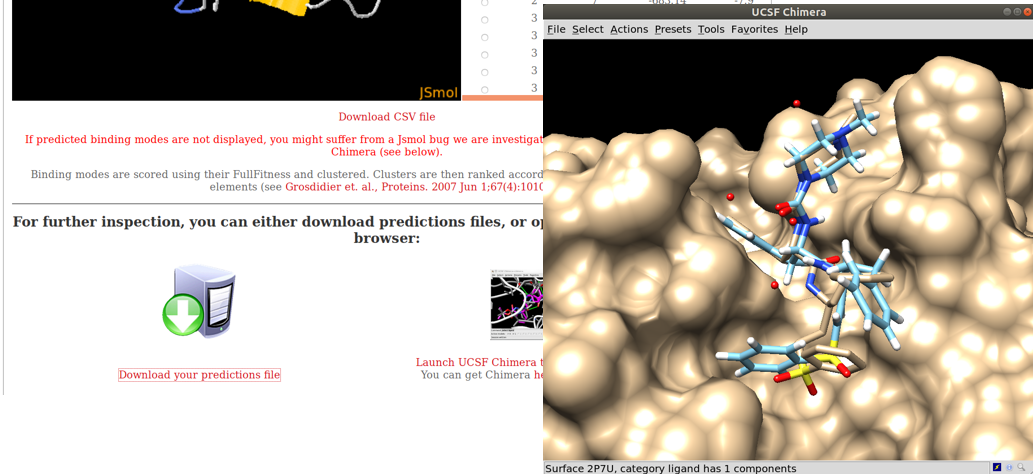 2 7 -685.14 -7.9
3
3
3
3
3
JSmol
UCSF Chimera
File Select Actions Presets Tools Favorites Help
Download CSV file
If predicted binding modes are not displayed, you might suffer from a Jsmol bug we are investigat
Chimera (see below).
Binding modes are scored using their FullFitness and clustered. Clusters are then ranked accord
elements (see Grosdidier et. al., Proteins. 2007 Jun 1;67(4):1010
For further inspection, you can either download predictions files, or op
browser:
Download your predictions file
Launch UCSF Chimera t
You can get Chimera he
Surface 2P7U, category ligand has 1 components